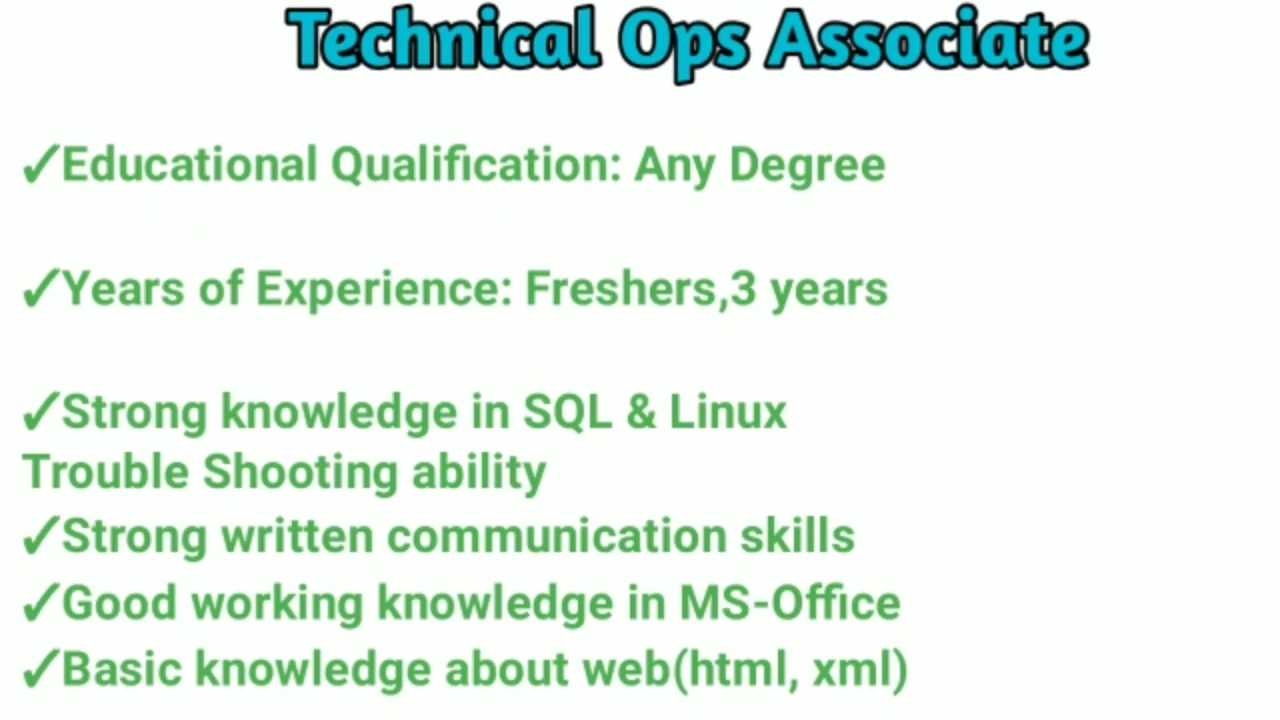 Technical Ops Associate
✓Educational Qualification: Any Degree
✓Years of Experience: Freshers,3 years
✓Strong knowledge in SQL & Linux
Trouble Shooting ability
✓Strong written communication skills
✓Good working knowledge in MS-Office
✓Basic knowledge about web(html, xml)